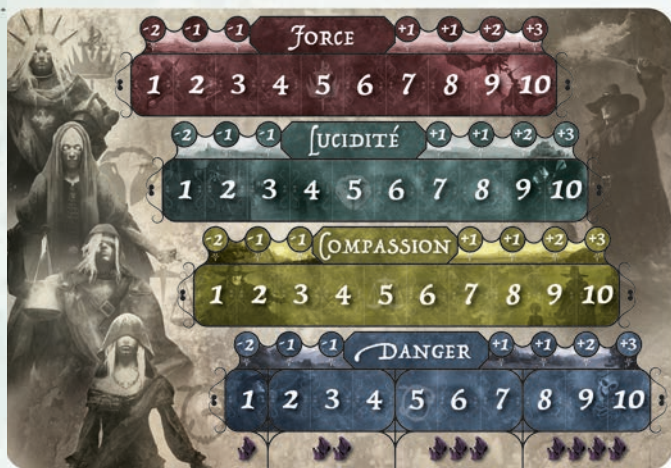 -2 -1 -1 FORCE +1 +1 +2 +3
1 2 3 4 5 6 7 8 9 10
-2 -1 -1 LUCIDITÉ +1 +1 +2 +3
1 2 3 4 5 6 7 8 9 10
-2 -1 -1 COMPASSION +1 +1 +2 +3
1 2 3 4 5 6 7 8 9 10
-2 -1 -1 DANGER +1 +1 +2 +3
1 2 3 4 5 6 7 8 9 10